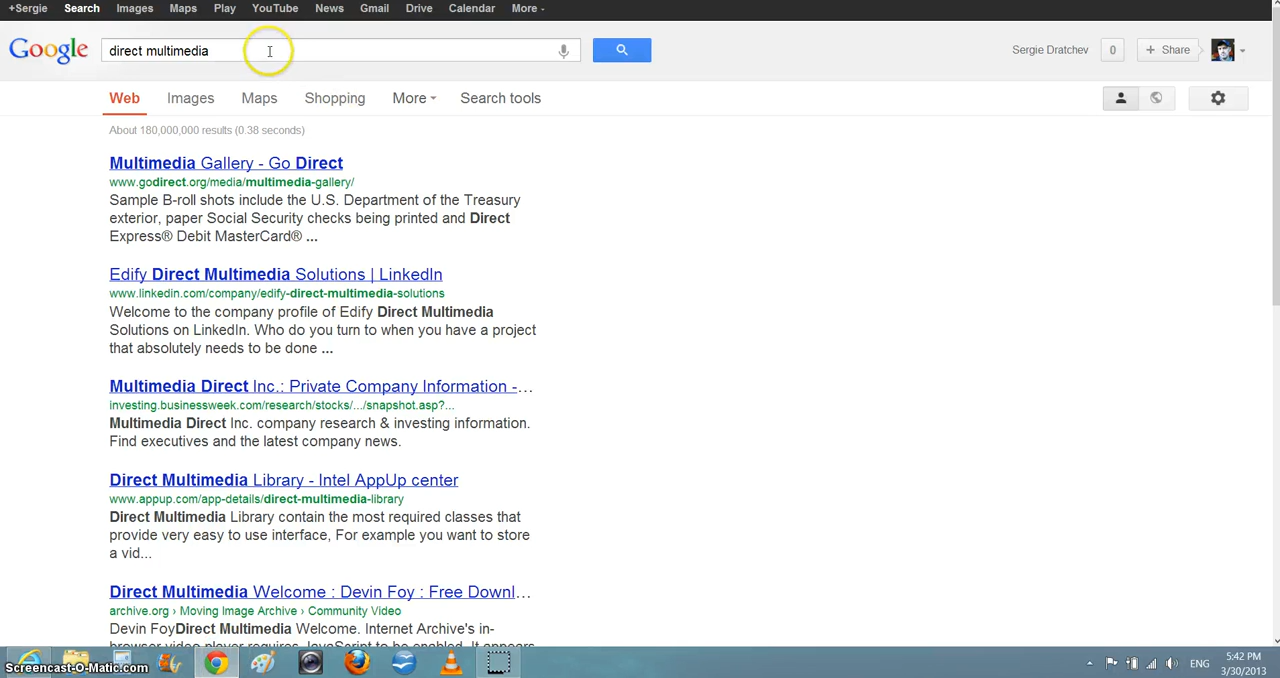 +Sergie Search Images Maps Play YouTube News Gmail Drive Calendar More
Google direct multimedia Sergie Dratchev 0 + Share
Web Images Maps Shopping More Search tools
About 180,000,000 results (0.38 seconds)
Multimedia Gallery - Go Direct
www.godirect.org/media/multimedia-gallery/
Sample B-roll shots include the U.S. Department of the Treasury
exterior, paper Social Security checks being printed and Direct
Express® Debit MasterCard® ...
Edify Direct Multimedia Solutions | LinkedIn
www.linkedin.com/company/edify-direct-multimedia-solutions
Welcome to the company profile of Edify Direct Multimedia
Solutions on LinkedIn. Who do you turn to when you have a project
that absolutely needs to be done ...
Multimedia Direct Inc.: Private Company Information -...
investing.businessweek.com/research/stocks/.../snapshot.asp?...
Multimedia Direct Inc. company research & investing information.
Find executives and the latest company news.
Direct Multimedia Library - Intel AppUp center
www.appup.com/app-details/direct-multimedia-library
Direct Multimedia Library contain the most required classes that
provide very easy to use interface, For example you want to store
a vid...
Direct Multimedia Welcome : Devin Foy : Free Downl...
archive.org › Moving Image Archive › Community Video
Devin FoyDirect Multimedia Welcome. Internet Archive's in-
browser video player requires JavaScript to be enabled. It appears
Screencast-O-Matic.com ENG 5:42 PM
3/30/2013